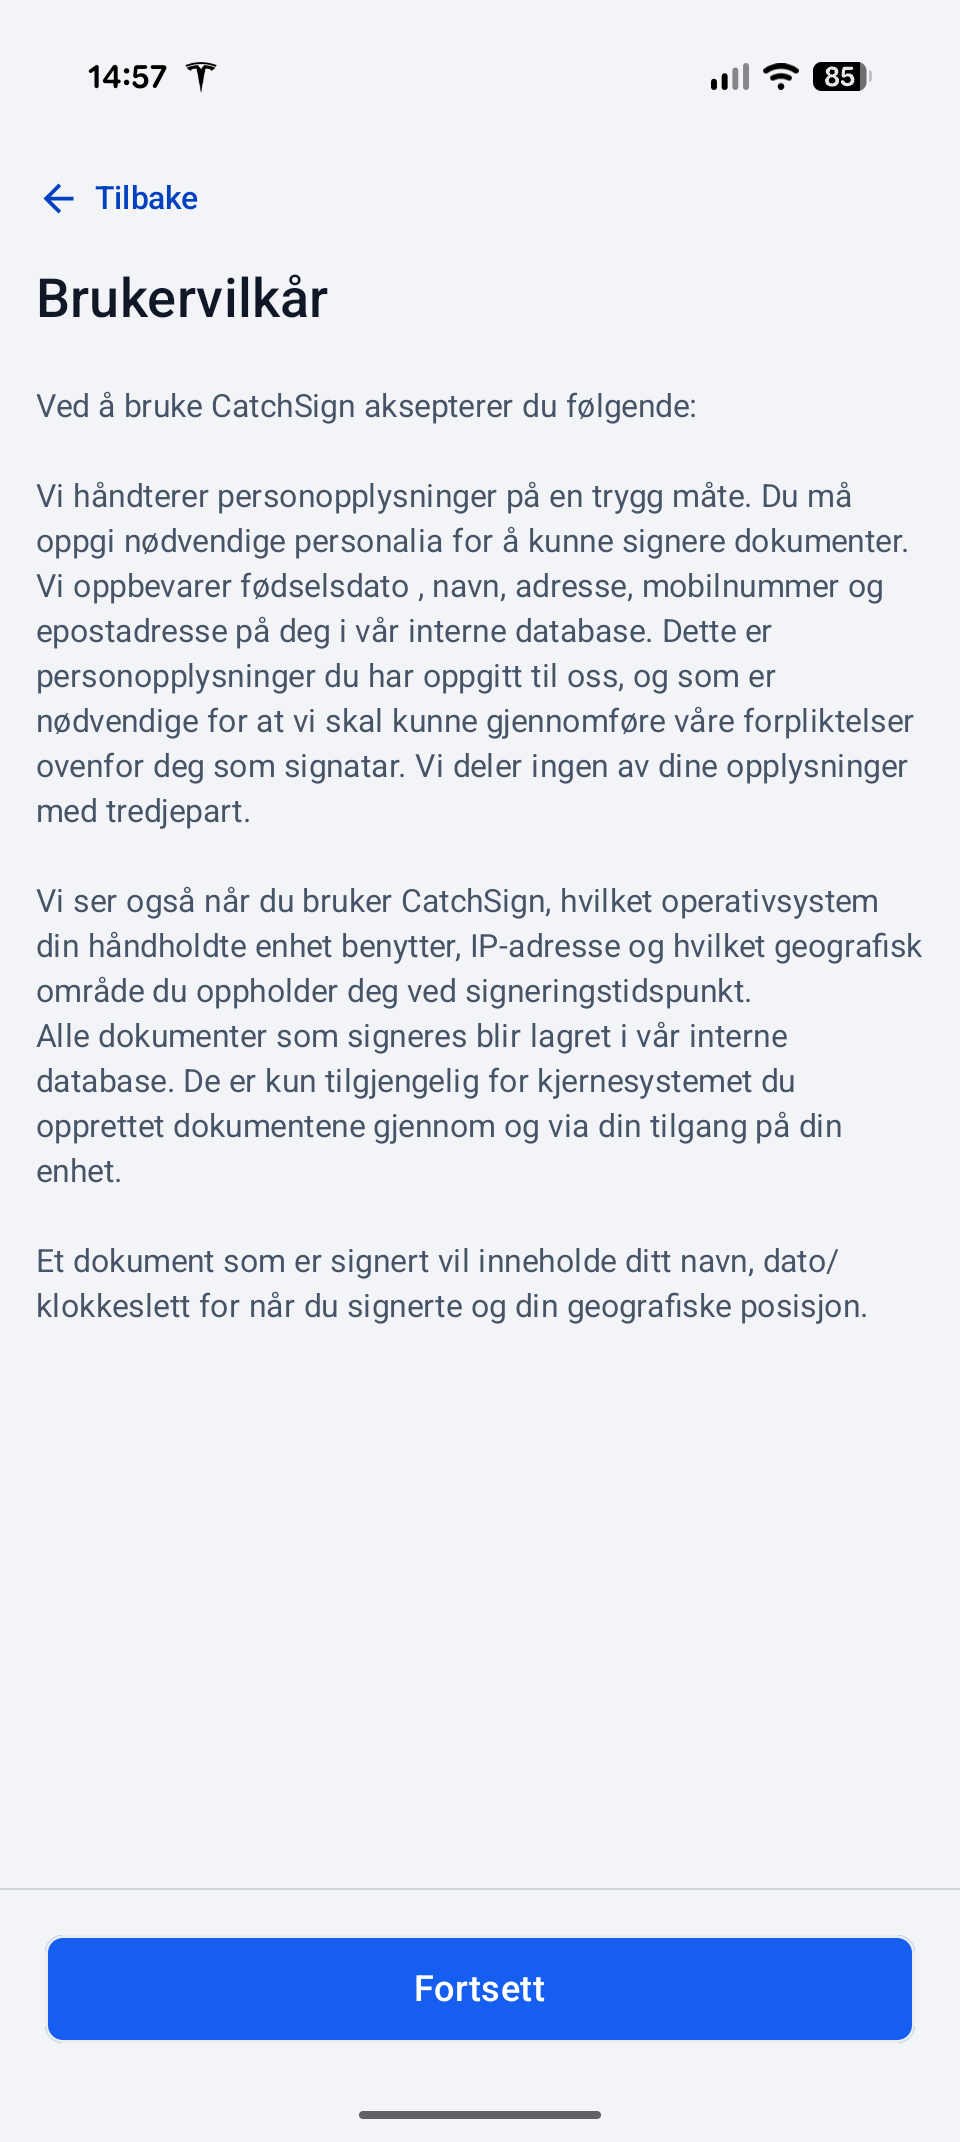 14:57
85
Tilbake
Brukervilkår
Ved å bruke CatchSign aksepterer du følgende:
Vi håndterer personopplysninger på en trygg måte. Du må
oppgi nødvendige personalia for å kunne signere dokumenter.
Vi oppbevarer fødselsdato , navn, adresse, mobilnummer og
epostadresse på deg i vår interne database. Dette er
personopplysninger du har oppgitt til oss, og som er
nødvendige for at vi skal kunne gjennomføre våre forpliktelser
ovenfor deg som signatar. Vi deler ingen av dine opplysninger
med tredjepart.
Vi ser også når du bruker CatchSign, hvilket operativsystem
din håndholdte enhet benytter, IP-adresse og hvilket geografisk
område du oppholder deg ved signeringstidspunkt.
Alle dokumenter som signeres blir lagret i vår interne
database. De er kun tilgjengelig for kjernesystemet du
opprettet dokumentene gjennom og via din tilgang på din
enhet.
Et dokument som er signert vil inneholde ditt navn, dato/
klokkeslett for når du signerte og din geografiske posisjon.
Fortsett